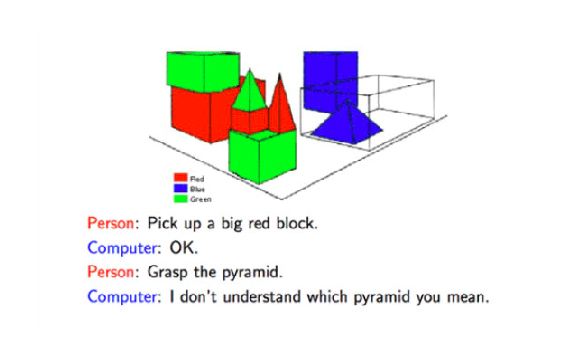 Red
Blue
Green
Person: Pick up a big red block.
Computer: OK.
Person: Grasp the pyramid.
Computer: I don't understand which pyramid you mean.